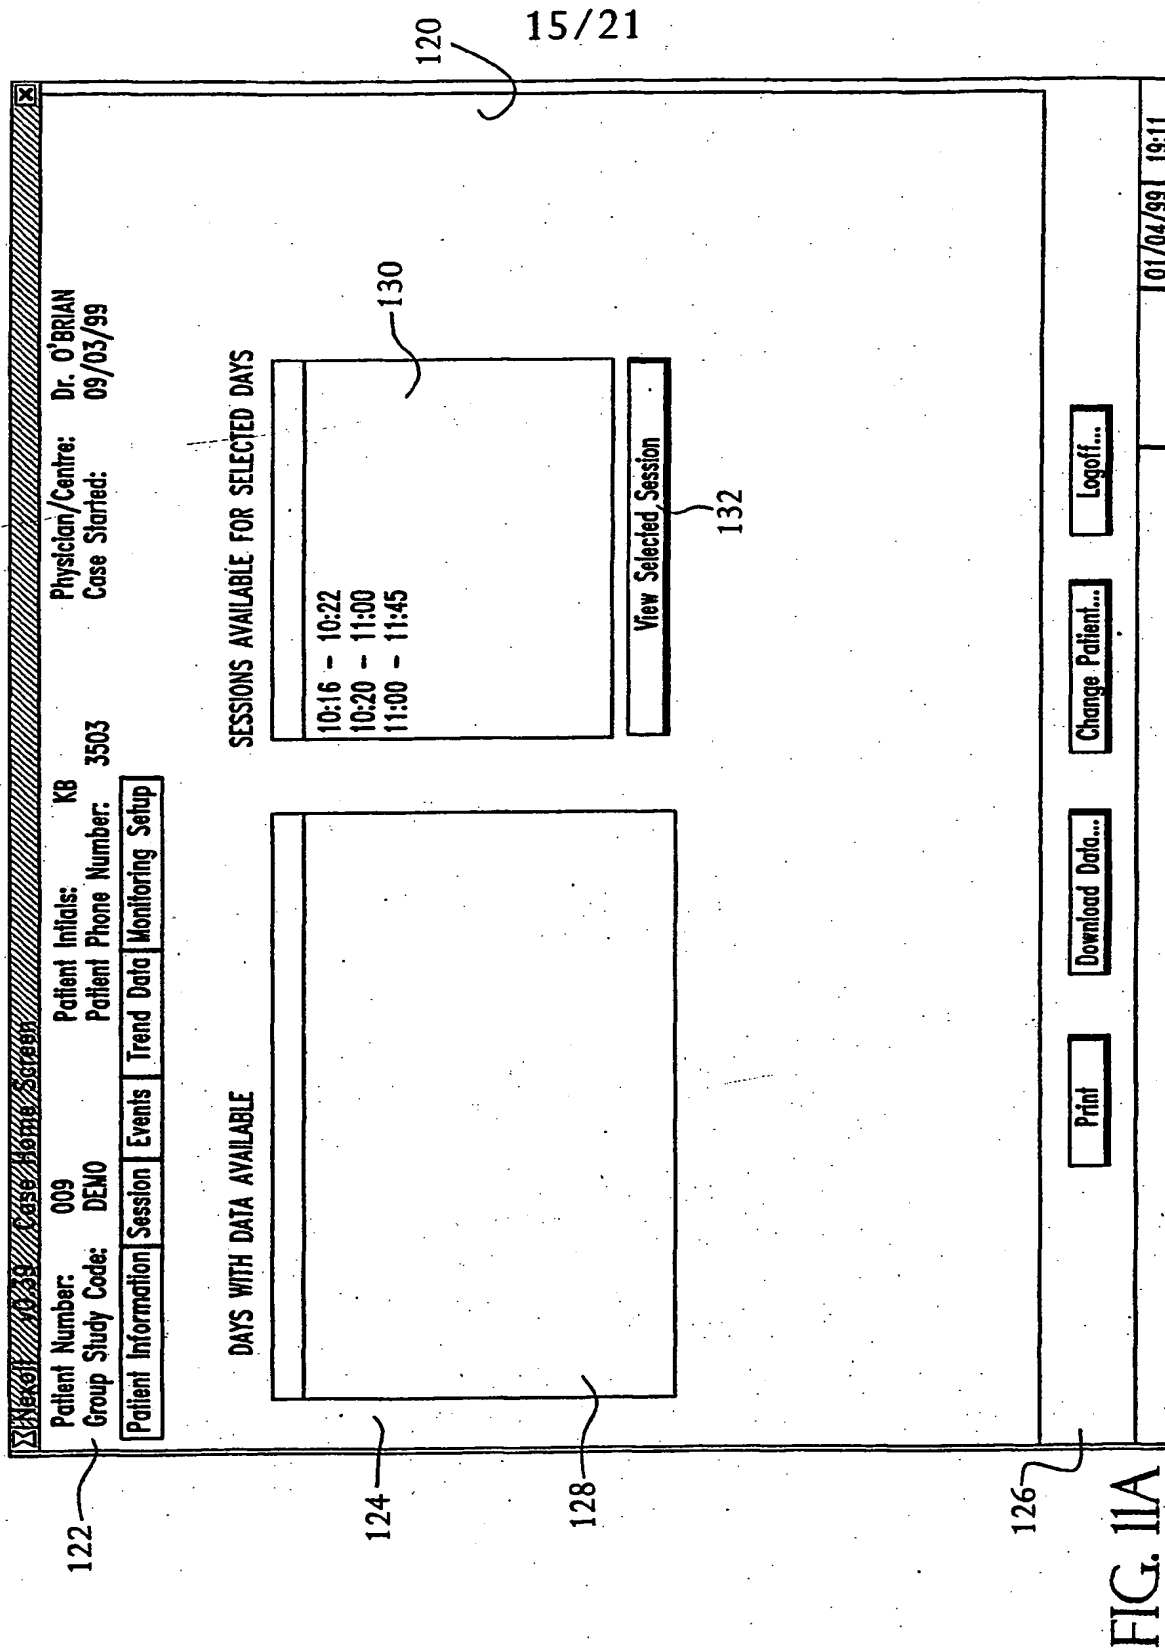 15/21
120
Nexoll v0.39 Case Home Screen
Patient Number: 009 Patient Intials: KB Physician/Centre: Dr. O'BRIAN
Group Study Code: DEMO Patient Phone Number: 3503 Case Started: 09/03/99
122
Patient Information Session Events Trend Data Monitoring Setup
DAYS WITH DATA AVAILABLE
SESSIONS AVAILABLE FOR SELECTED DAYS
124
10:16 - 10:22
10:20 - 11:00
11:00 - 11:45
130
128
View Selected Session
132
126
Print Download Data... Change Patient... Logoff...
01/04/99 19:11
FIG. 11A